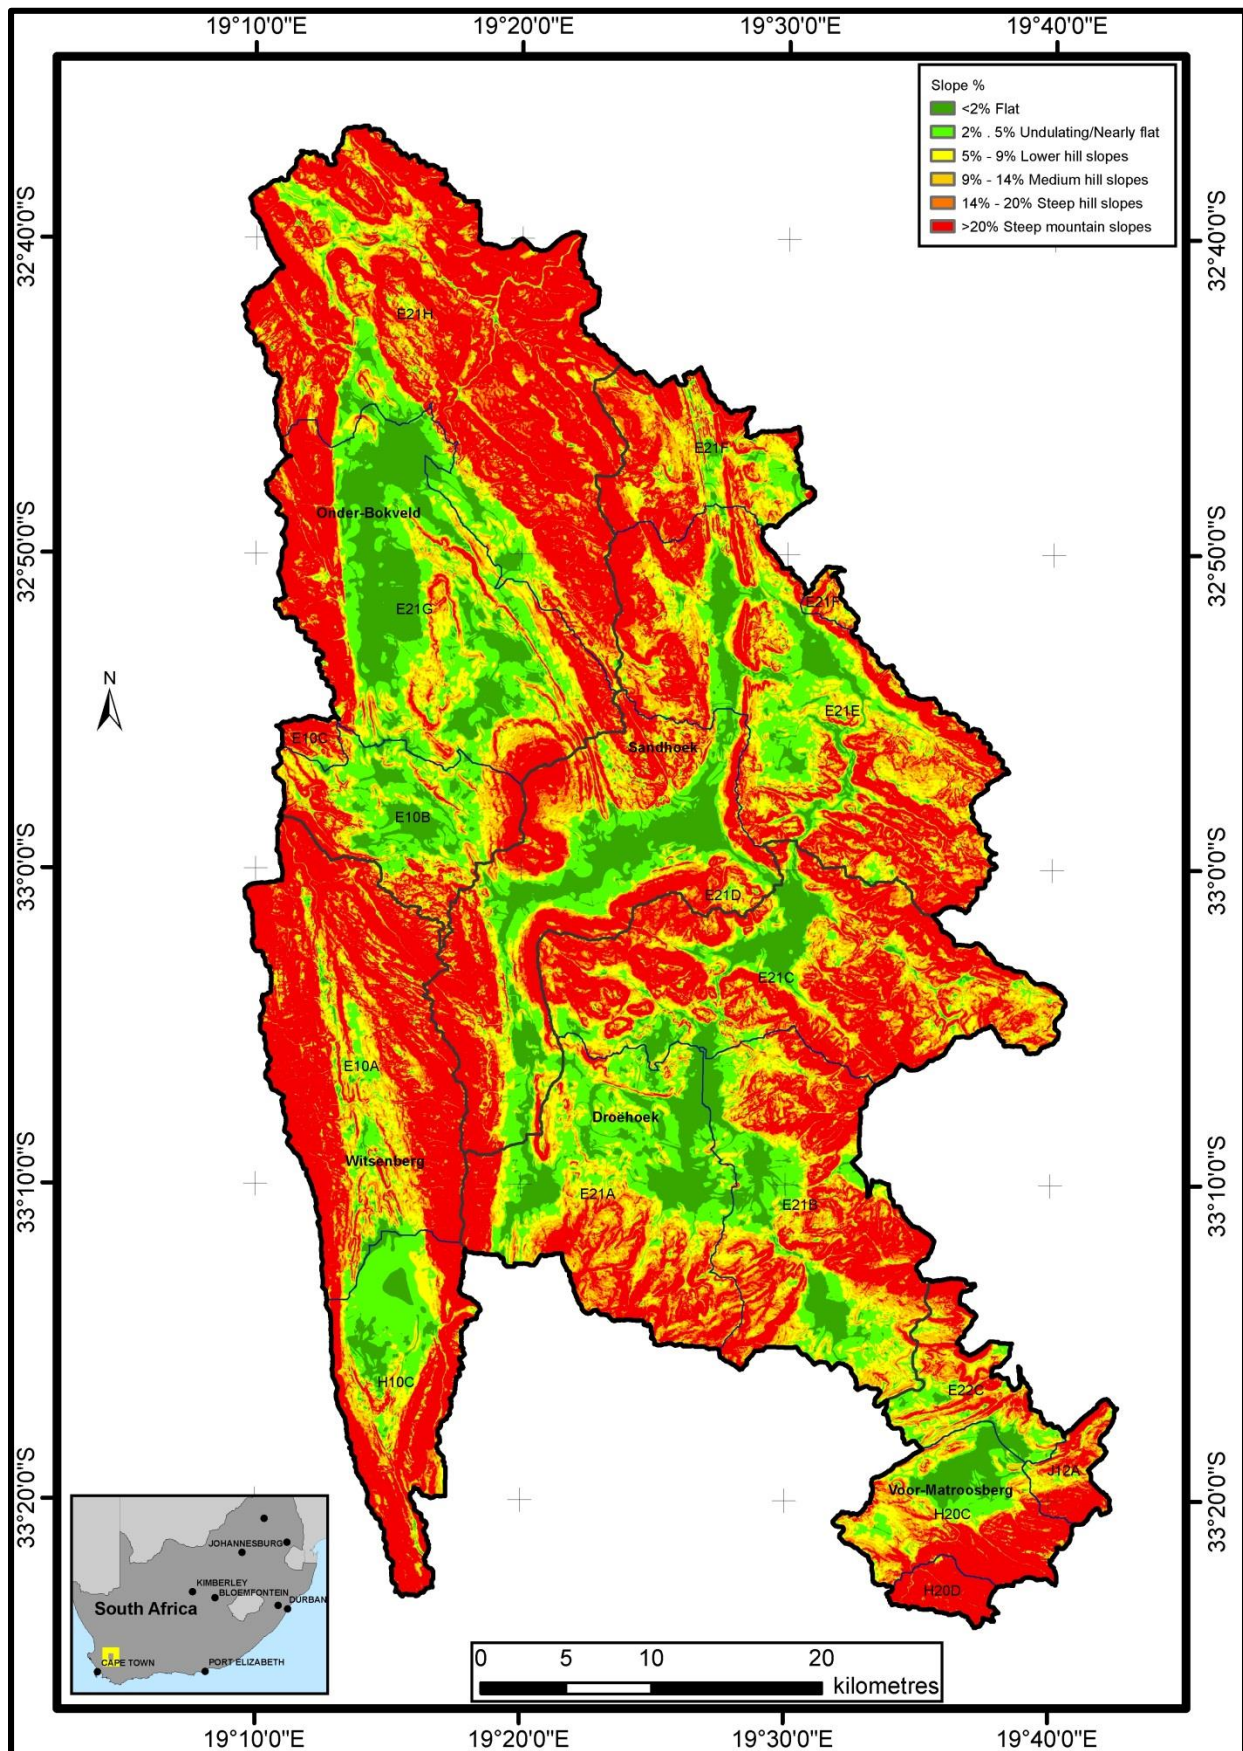 19°10'0"E 19°20'0"E 19°30'0"E 19°40'0"E
Slope %
<2% Flat
2% . 5% Undulating/Nearly flat
5% - 9% Lower hill slopes
9% - 14% Medium hill slopes
14% - 20% Steep hill slopes
>20% Steep mountain slopes
32°40'0"S 32°40'0"S
E21H
E21F
Onder-Bokveld
32°50'0"S 32°50'0"S
E21F
E21G
N
E21E
E10C
Sandhoek
E10B
33°0'0"S 33°0'0"S
E21D
E21C
E10A
Droëhoek
Witsenberg
33°10'0"S 33°10'0"S
E21A
E21B
H10C
E22C
J12A
Voor-Matroosberg
33°20'0"S 33°20'0"S
H20C
H20D
JOHANNESBURG
KIMBERLEY
BLOEMFONTEIN
DURBAN
South Africa
CAPE TOWN
PORT ELIZABETH
0 5 10 20
kilometres
19°10'0"E 19°20'0"E 19°30'0"E 19°40'0"E